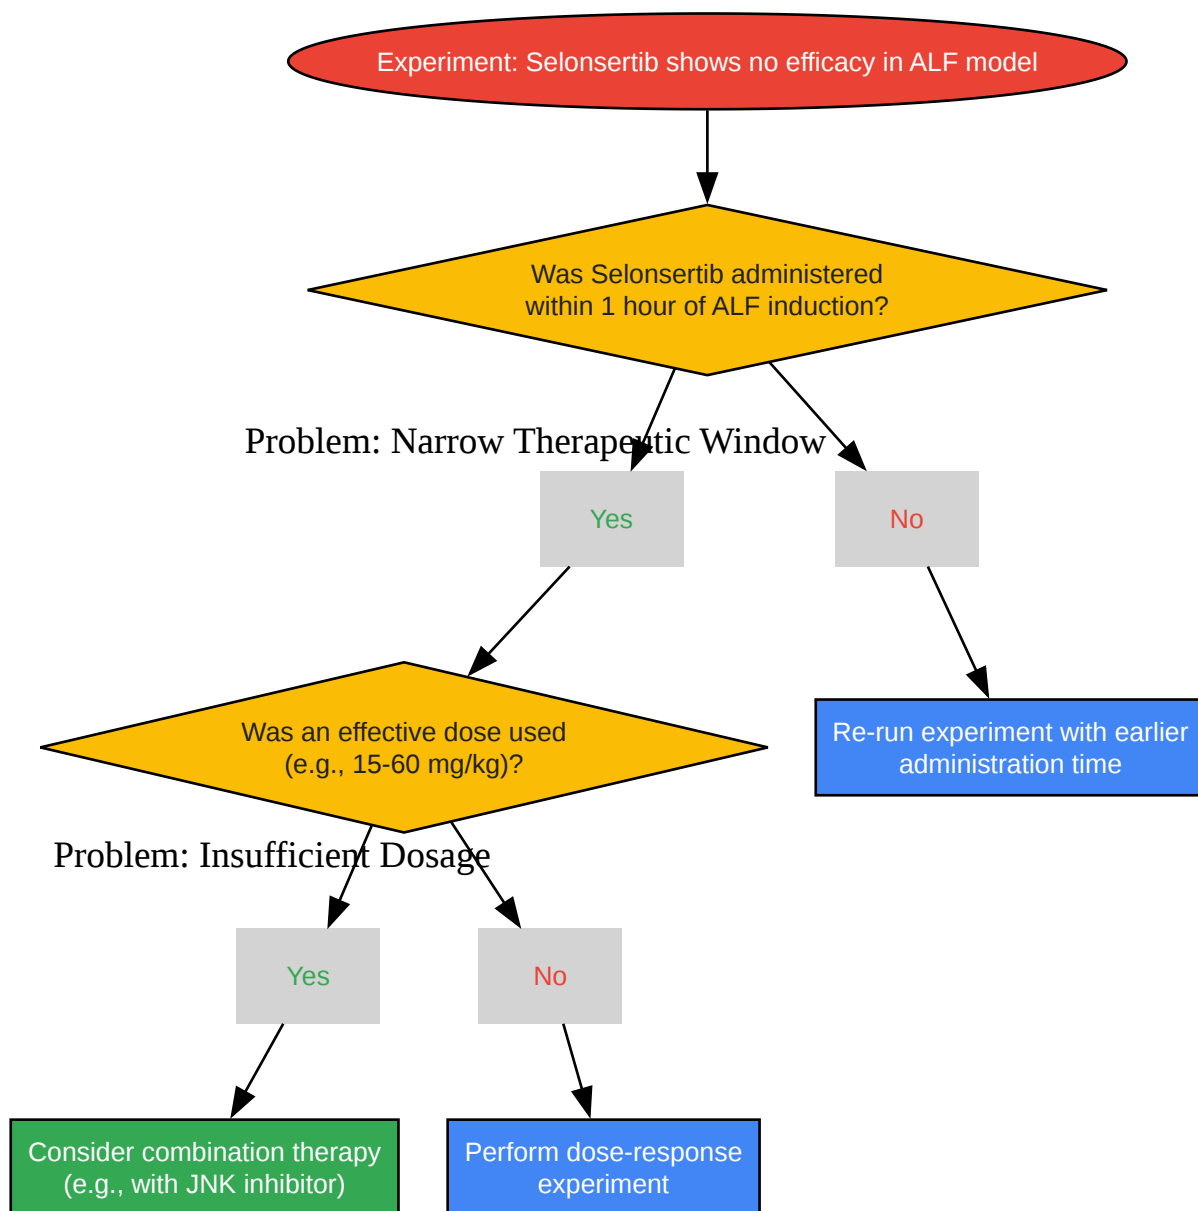 Experiment: Selonsertib shows no efficacy in ALF model
Was Selonsertib administered
within 1 hour of ALF induction?
Problem: Narrow Therapeutic Window
Yes
No
Was an effective dose used
(e.g., 15-60 mg/kg)?
Re-run experiment with earlier
administration time
Problem: Insufficient Dosage
Yes
No
Consider combination therapy
(e.g., with JNK inhibitor)
Perform dose-response
experiment